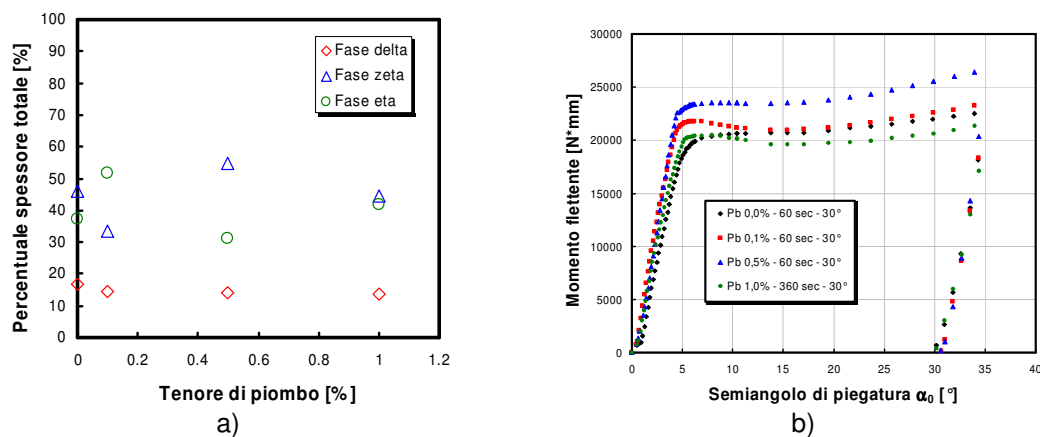 100
90
80
70
60
50
40
30
20
10
0
Percentuale spessore totale [%]
Fase delta
Fase zeta
Fase eta
0 0.2 0.4 0.6 0.8 1 1.2
Tenore di piombo [%]
a)
30000
25000
20000
15000
10000
5000
0
Momento flettente [N*mm]
Pb 0,0% - 60 sec - 30°
Pb 0,1% - 60 sec - 30°
Pb 0,5% - 60 sec - 30°
Pb 1,0% - 360 sec - 30°
0 5 10 15 20 25 30 35 40
Semiangolo di piegatura α0 [°]
b)